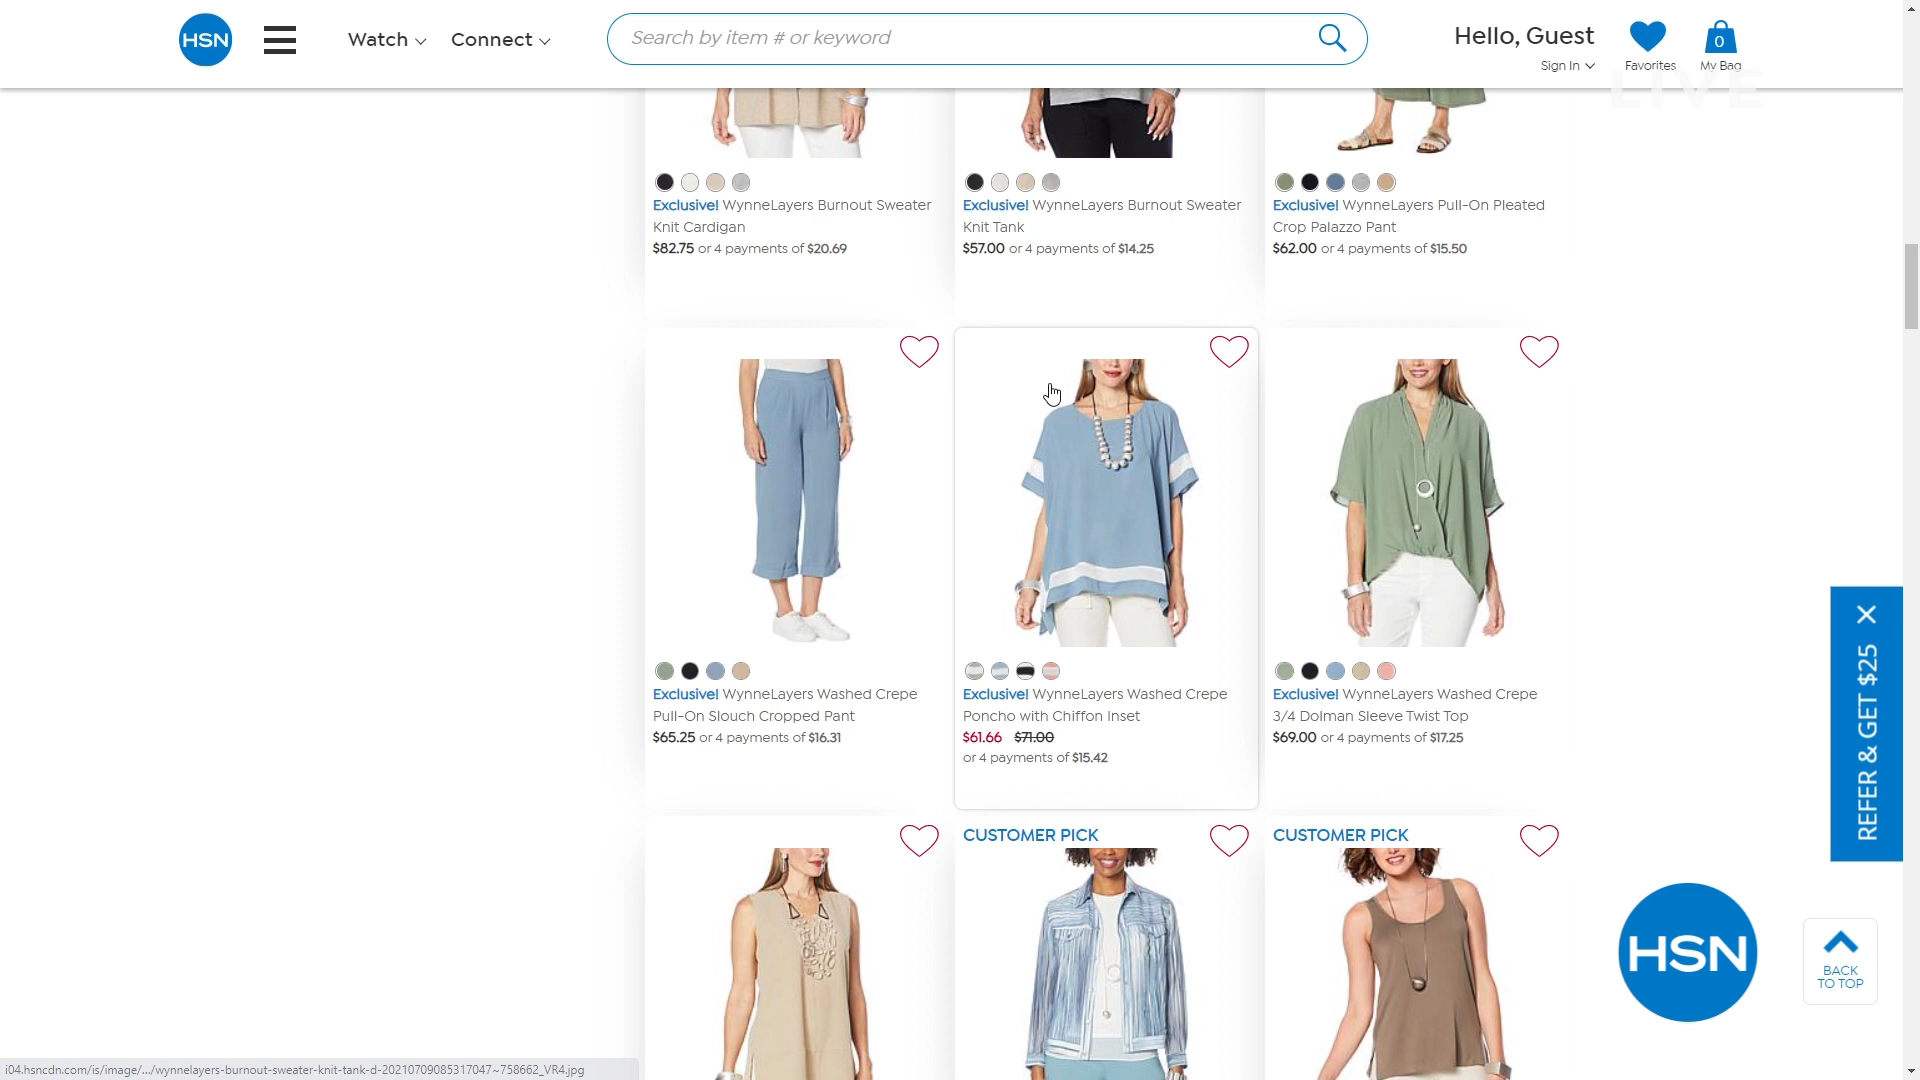 HSN
Watch
Connect
Search by item # or keyword
Hello, Guest
Sign In
Favorites
0
My Bag
LIVE
Exclusive! WynneLayers Burnout Sweater
Knit Cardigan
$82.75 or 4 payments of $20.69
Exclusive! WynneLayers Burnout Sweater
Knit Tank
$57.00 or 4 payments of $14.25
Exclusive! WynneLayers Pull-On Pleated
Crop Palazzo Pant
$62.00 or 4 payments of $15.50
Exclusive! WynneLayers Washed Crepe
Pull-On Slouch Cropped Pant
$65.25 or 4 payments of $16.31
Exclusive! WynneLayers Washed Crepe
Poncho with Chiffon Inset
$61.66 $71.00
or 4 payments of $15.42
Exclusive! WynneLayers Washed Crepe
3/4 Dolman Sleeve Twist Top
$69.00 or 4 payments of $17.25
CUSTOMER PICK
CUSTOMER PICK
REFER & GET $25
HSN
BACK
TO TOP
i04.hsncdn.com/is/image/.../wynnelayers-burnout-sweater-knit-tank-d-20210709085317047~758662_VR4.jpg